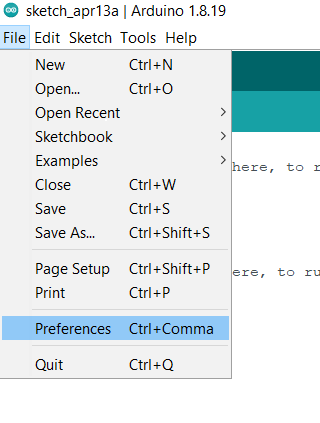 sketch_apr13a | Arduino 1.8.19
File Edit Sketch Tools Help
New Ctrl+N
Open... Ctrl+O
Open Recent
Sketchbook
Examples
here, to r
Close Ctrl+W
Save Ctrl+S
Save As... Ctrl+Shift+S
Page Setup Ctrl+Shift+P
ere, to ru
Print Ctrl+P
Preferences Ctrl+Comma
Quit Ctrl+Q